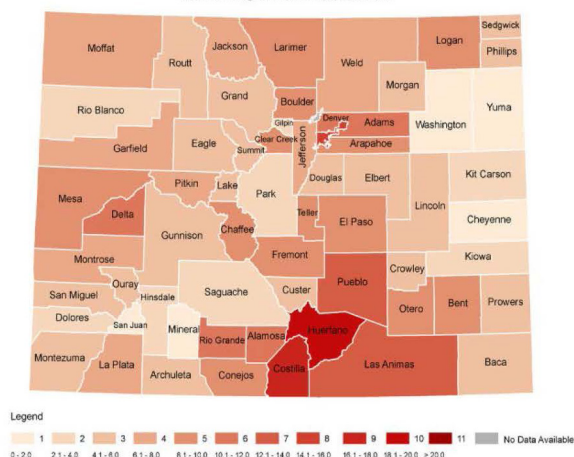 Sedgwick
Logan
Moffat
Jackson
Larimer
Phillips
Routt
Weld
Morgan
Grand
Boulder
Rio Blanco
Yuma
Gilpin
Denver
Adams
Washington
Clear Creek
Eagle
Garfield
Summit
Jefferson
Arapahoe
Kit Carson
Douglas
Elbert
Pitkin
Lake
Park
Mesa
Lincoln
Delta
Teller
Cheyenne
Chaffee
El Paso
Gunnison
Montrose
Fremont
Kiowa
Crowley
Pueblo
Ouray
San Miguel
Saguache
Custer
Hinsdale
Otero
Bent
Prowers
Dolores
San Juan
Mineral
Huerfano
Rio Grande
Alamosa
Montezuma
La Plata
Las Animas
Baca
Costilla
Archuleta
Conejos
Legend
1 2 3 4 5 6 7 8 9 10 11 No Data Available
0 - 2.0 2.1 - 4.0 4.1 - 6.0 6.1 - 8.0 8.1 - 10.0 10.1 - 12.0 12.1 - 14.0 14.1 - 16.0 16.1 - 18.0 18.1 - 20.0 > 20.0